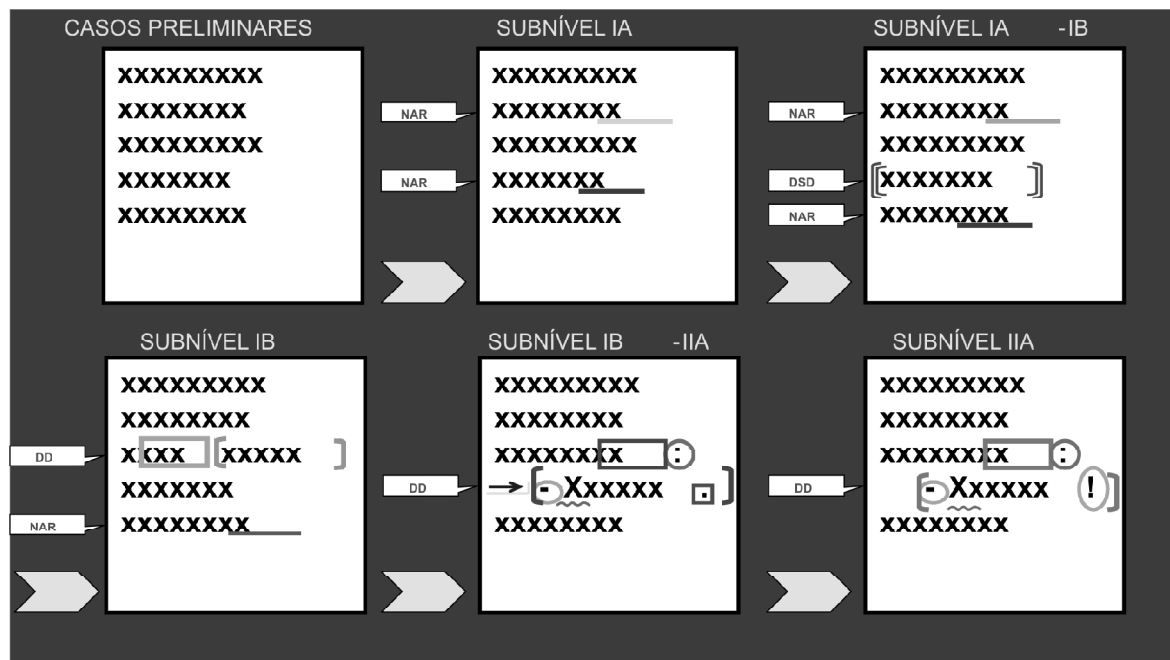 CASOS PRELIMINARES
xxxxxxxxx
xxxxxxxx
xxxxxxxxx
xxxxxxx
xxxxxxxx
SUBNÍVEL IA
xxxxxxxxx
NAR xxxxxxxx
xxxxxxxxx
NAR xxxxxxx
xxxxxxxx
SUBNÍVEL IA -IB
xxxxxxxxx
NAR xxxxxxxx
xxxxxxxxx
DSD [xxxxxxx ]
NAR xxxxxxxx
SUBNÍVEL IB
xxxxxxxxx
xxxxxxxx
DD xxxx [xxxxx ]
xxxxxxx
NAR xxxxxxxx
SUBNÍVEL IB -IIA
xxxxxxxxx
xxxxxxxx
xxxxxxxx :
DD → [- Xxxxxxx . ]
xxxxxxxx
SUBNÍVEL IIA
xxxxxxxxx
xxxxxxxx
xxxxxxxx :
DD [- Xxxxxxx ! ]
xxxxxxxx